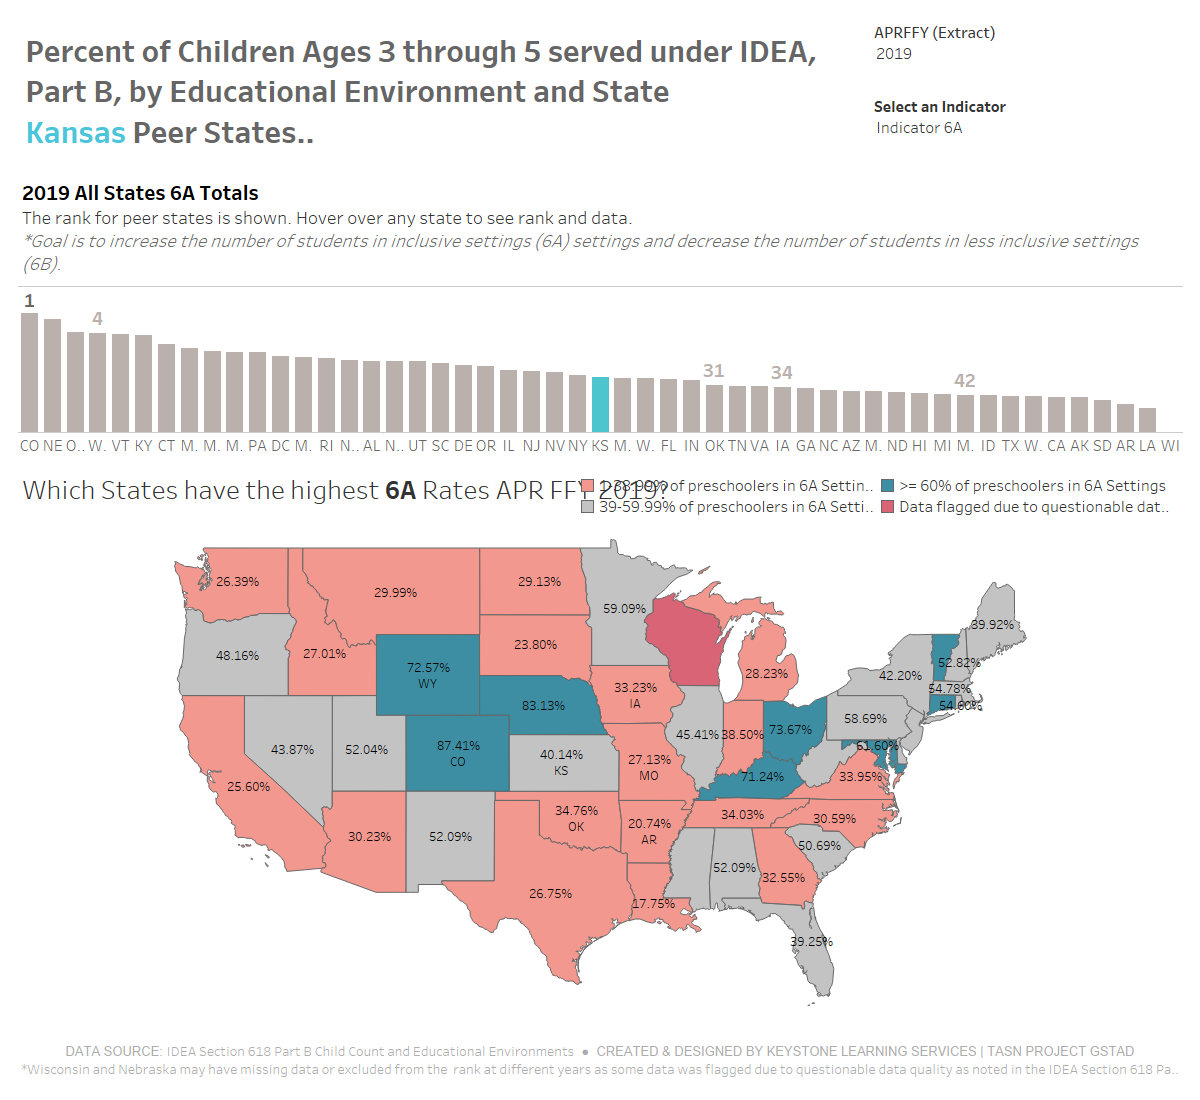 Percent of Children Ages 3 through 5 served under IDEA,
Part B, by Educational Environment and State
Kansas Peer States..
APRFFY (Extract)
2019
Select an Indicator
Indicator 6A
2019 All States 6A Totals
The rank for peer states is shown. Hover over any state to see rank and data.
*Goal is to increase the number of students in inclusive settings (6A) settings and decrease the number of students in less inclusive settings
(6B).
1
4
31
34
42
CO NE O.. W. VT KY CT M. M. M. PA DC M. RI N.. AL N.. UT SC DE OR IL NJ NV NY KS M. W. FL IN OK TN VA IA GA NC AZ M. ND HI MI M. ID TX W. CA AK SD AR LA WI
Which States have the highest 6A Rates APR FFY 2019?
1-38.99% of preschoolers in 6A Settin..
>= 60% of preschoolers in 6A Settings
39-59.99% of preschoolers in 6A Setti..
Data flagged due to questionable dat..
26.39%
29.99%
29.13%
59.09%
39.92%
48.16%
27.01%
23.80%
72.57%
WY
52.82%
28.23%
42.20%
33.23%
IA
54.78%
83.13%
54.60%
58.69%
45.41%
38.50%
73.67%
43.87%
52.04%
87.41%
CO
40.14%
KS
61.60%
27.13%
MO
71.24%
33.95%
25.60%
34.76%
OK
34.03%
30.59%
30.23%
52.09%
20.74%
AR
50.69%
52.09%
32.55%
26.75%
17.75%
39.25%
DATA SOURCE: IDEA Section 618 Part B Child Count and Educational Environments ● CREATED & DESIGNED BY KEYSTONE LEARNING SERVICES | TASN PROJECT GSTAD
*Wisconsin and Nebraska may have missing data or excluded from the rank at different years as some data was flagged due to questionable data quality as noted in the IDEA Section 618 Pa..